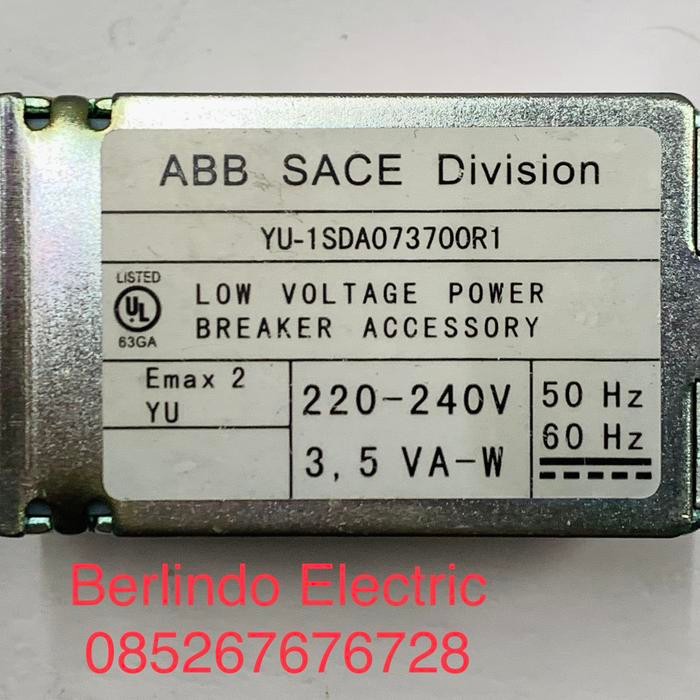 ABB SACE Division
YU-1SDA073700R1
LISTED
UL
63GA
LOW VOLTAGE POWER
BREAKER ACCESSORY
Emax 2
YU
220-240V
3,5 VA-W
50 Hz
60 Hz
Berlindo Electric
085267676728